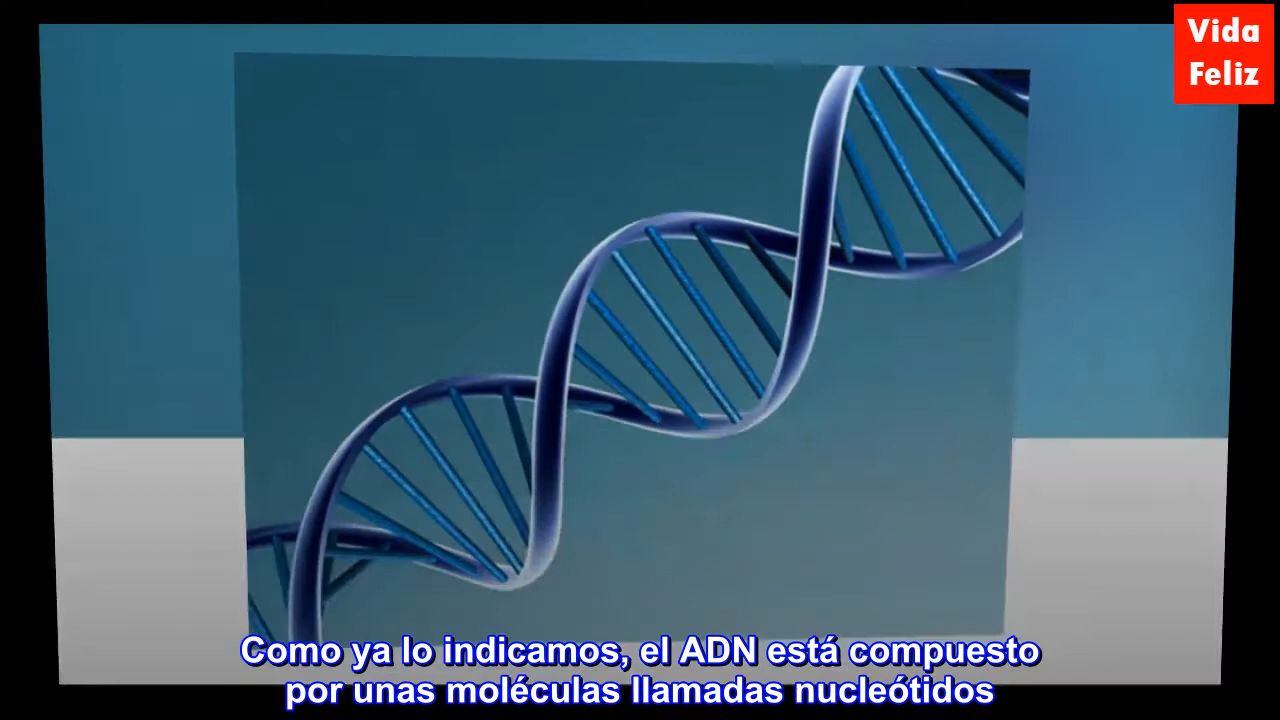 Vida
Feliz
Como ya lo indicamos, el ADN está compuesto
por unas moléculas llamadas nucleótidos